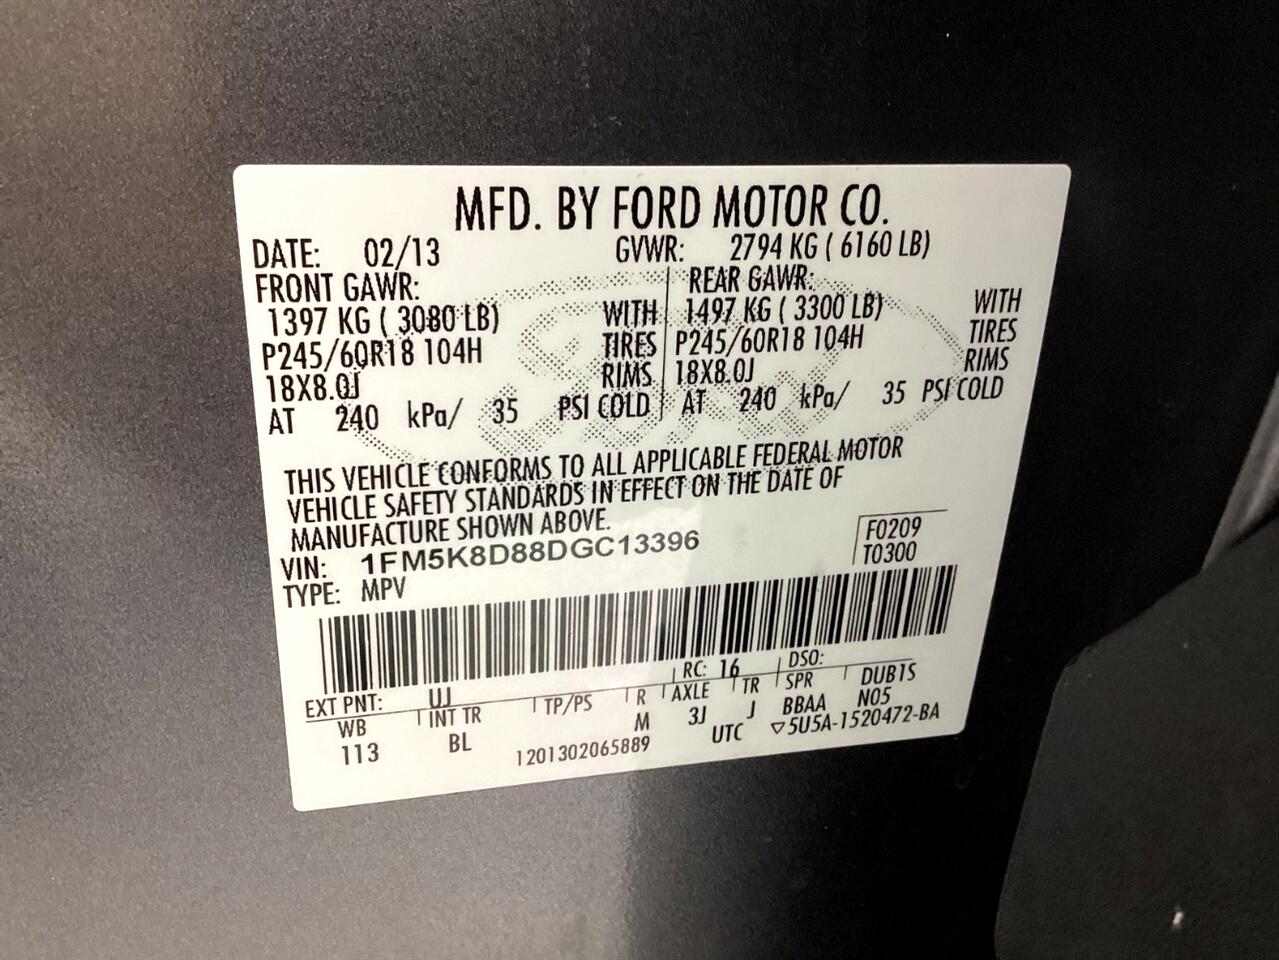 MFD. BY FORD MOTOR CO.
DATE: 02/13 GVWR: 2794 KG ( 6160 LB)
FRONT GAWR: REAR GAWR:
1397 KG ( 3080 LB) WITH 1497 KG ( 3300 LB) WITH
P245/60R18 104H TIRES P245/60R18 104H TIRES
18X8.0J RIMS 18X8.0J RIMS
AT 240 kPa/ 35 PSI COLD AT 240 kPa/ 35 PSI COLD
THIS VEHICLE CONFORMS TO ALL APPLICABLE FEDERAL MOTOR
VEHICLE SAFETY STANDARDS IN EFFECT ON THE DATE OF
MANUFACTURE SHOWN ABOVE.
VIN: 1FM5K8D88DGC13396 F0209
TYPE: MPV T0300
EXT PNT: UJ RC: 16 DSO:
WB INT TR TP/PS R AXLE TR SPR DUB1S
113 BL M 3J J BBAA N05
1201302065889 UTC ▽5U5A-1520472-BA